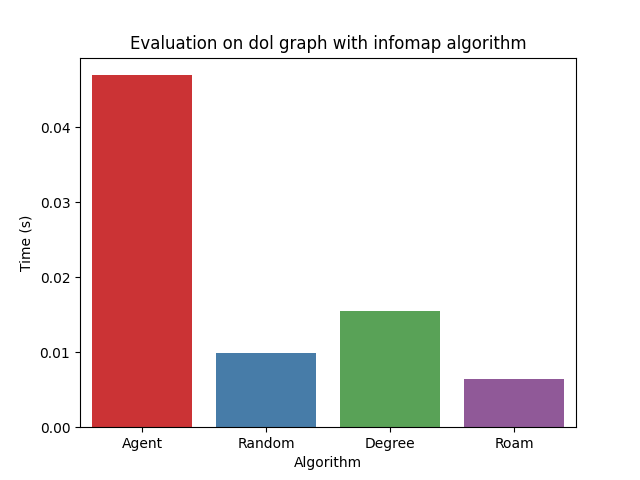 Evaluation on dol graph with infomap algorithm
Time (s)
0.04
0.03
0.02
0.01
0.00
Agent
Random
Degree
Roam
Algorithm